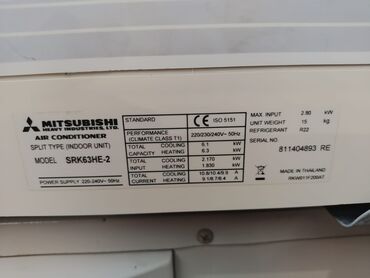 MITSUBISHI
HEAVY INDUSTRIES, LTD.
AIR CONDITIONER
SPLIT TYPE (INDOOR UNIT)
MODEL SRK63HE-2
POWER SUPPLY 220-240V~ 50Hz
STANDARD CE ISO 5151
PERFORMANCE (CLIMATE CLASS T1) 220/230/240V~ 50Hz
TOTAL CAPACITY COOLING 6.1 kW
HEATING 6.3 kW
TOTAL INPUT COOLING 2.170 kW
HEATING 1.830 kW
TOTAL CURRENT COOLING 10.8/10.4/9.9 A
HEATING 9.1/8.7/8.4 A
MAX INPUT 2.90 kW
UNIT WEIGHT 15 kg
REFRIGERANT R22
SERIAL NO. 811404893 RE
MADE IN THAILAND